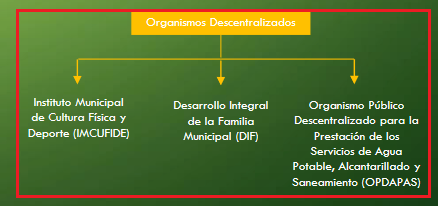 Organismos Descentralizados
Instituto Municipal
de Cultura Física y
Deporte (IMCUFIDE)
Desarrollo Integral
de la Familia
Municipal (DIF)
Organismo Público
Descentralizado para la
Prestación de los
Servicios de Agua
Potable, Alcantarillado y
Saneamiento (OPDAPAS)